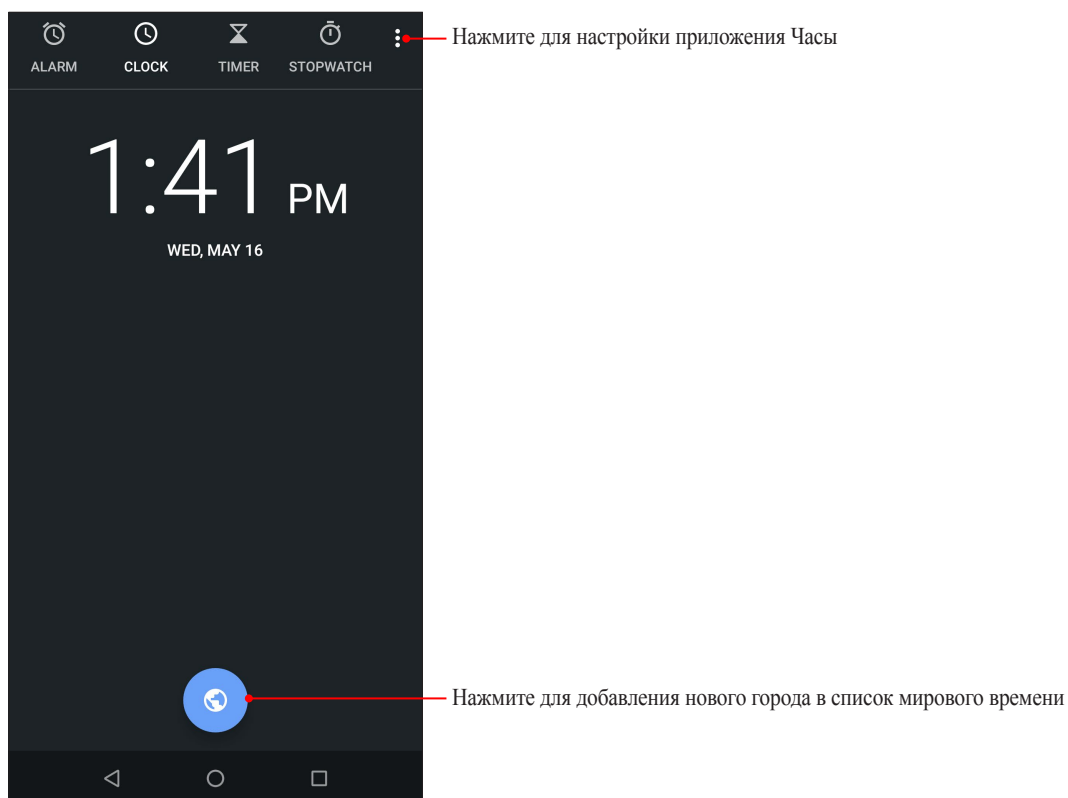 ALARM CLOCK TIMER STOPWATCH
Нажмите для настройки приложения Часы
1:41 PM
WED, MAY 16
Нажмите для добавления нового города в список мирового времени